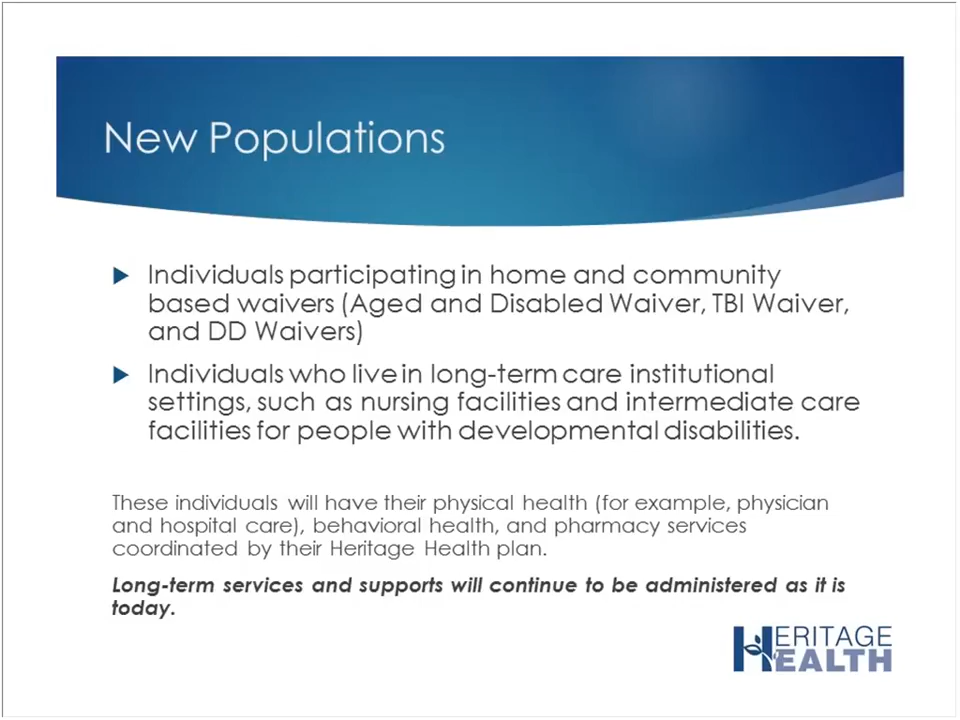 New Populations
Individuals participating in home and community
based waivers (Aged and Disabled Waiver, TBI Waiver,
and DD Waivers)
Individuals who live in long-term care institutional
settings, such as nursing facilities and intermediate care
facilities for people with developmental disabilities.
These individuals will have their physical health (for example, physician
and hospital care), behavioral health, and pharmacy services
coordinated by their Heritage Health plan.
Long-term services and supports will continue to be administered as it is
today.
HERITAGE
HEALTH